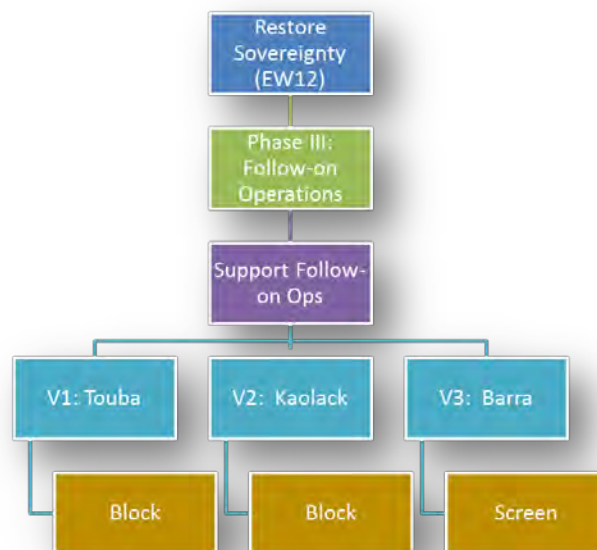 Restore
Sovereignty
(EW12)
Phase III:
Follow-on
Operations
Support Follow-
on Ops
V1: Touba
V2: Kaolack
V3: Barra
Block
Block
Screen